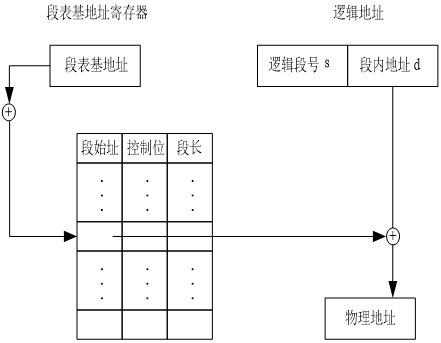 段表基地址寄存器
逻辑地址
段表基地址
逻辑段号 s
段内地址 d
+
段始址
控制位
段长
+
物理地址